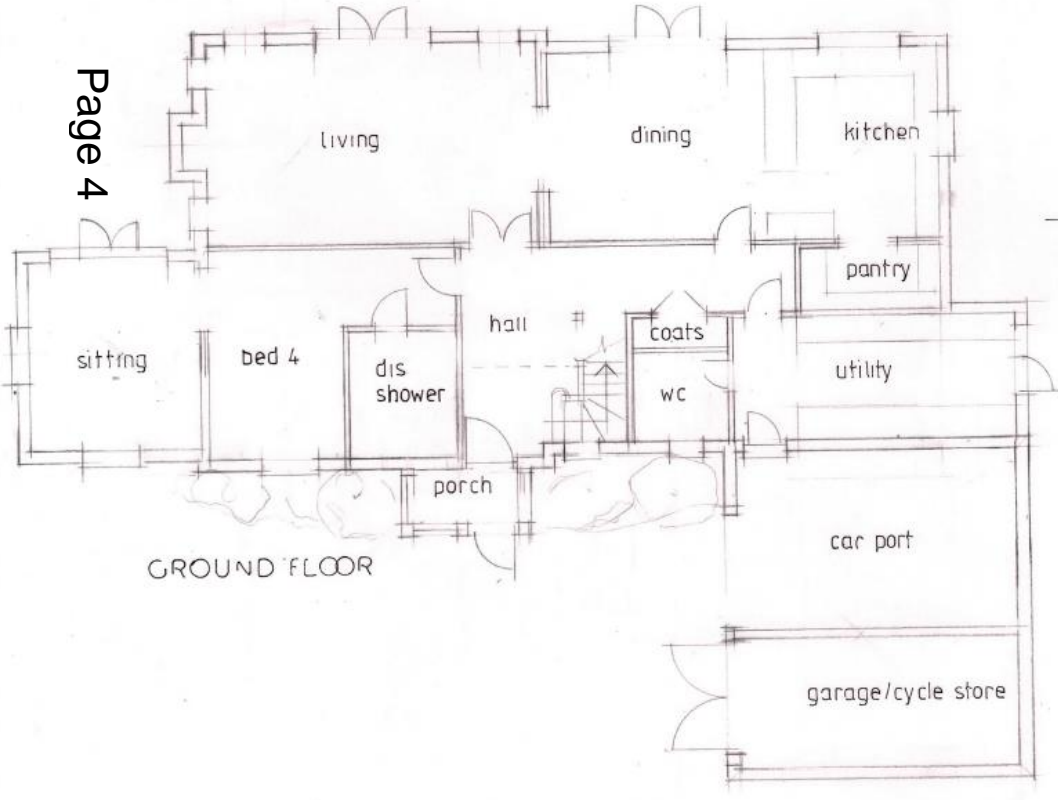 Page 4
living
dining
kitchen
pantry
hall
coats
sitting
bed 4
dis
shower
wc
utility
porch
car port
GROUND FLOOR
garage/cycle store